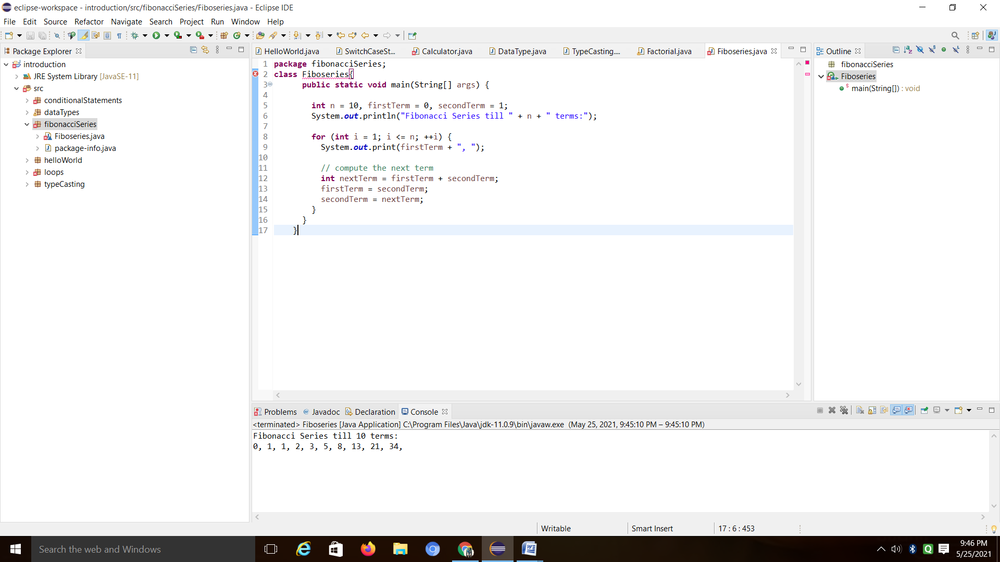 eclipse-workspace - introduction/src/fibonacciSeries/Fiboseries.java - Eclipse IDE
File Edit Source Refactor Navigate Search Project Run Window Help
Package Explorer
introduction
JRE System Library [JavaSE-11]
src
conditionalStatements
dataTypes
fibonacciSeries
Fiboseries.java
package-info.java
helloWorld
loops
typeCasting
HelloWorld.java SwitchCaseSt... Calculator.java DataType.java TypeCasting.... Factorial.java Fiboseries.java
1 package fibonacciSeries;
2 class Fiboseries{
3 public static void main(String[] args) {
4
5 int n = 10, firstTerm = 0, secondTerm = 1;
6 System.out.println("Fibonacci Series till " + n + " terms:");
7
8 for (int i = 1; i <= n; ++i) {
9 System.out.print(firstTerm + ", ");
10
11 // compute the next term
12 int nextTerm = firstTerm + secondTerm;
13 firstTerm = secondTerm;
14 secondTerm = nextTerm;
15 }
16 }
17 }
Outline
fibonacciSeries
Fiboseries
main(String[]) : void
Problems @ Javadoc Declaration Console
<terminated> Fiboseries [Java Application] C:\Program Files\Java\jdk-11.0.9\bin\javaw.exe (May 25, 2021, 9:45:10 PM – 9:45:10 PM)
Fibonacci Series till 10 terms:
0, 1, 1, 2, 3, 5, 8, 13, 21, 34,
Writable Smart Insert 17 : 6 : 453
Search the web and Windows
9:46 PM
5/25/2021